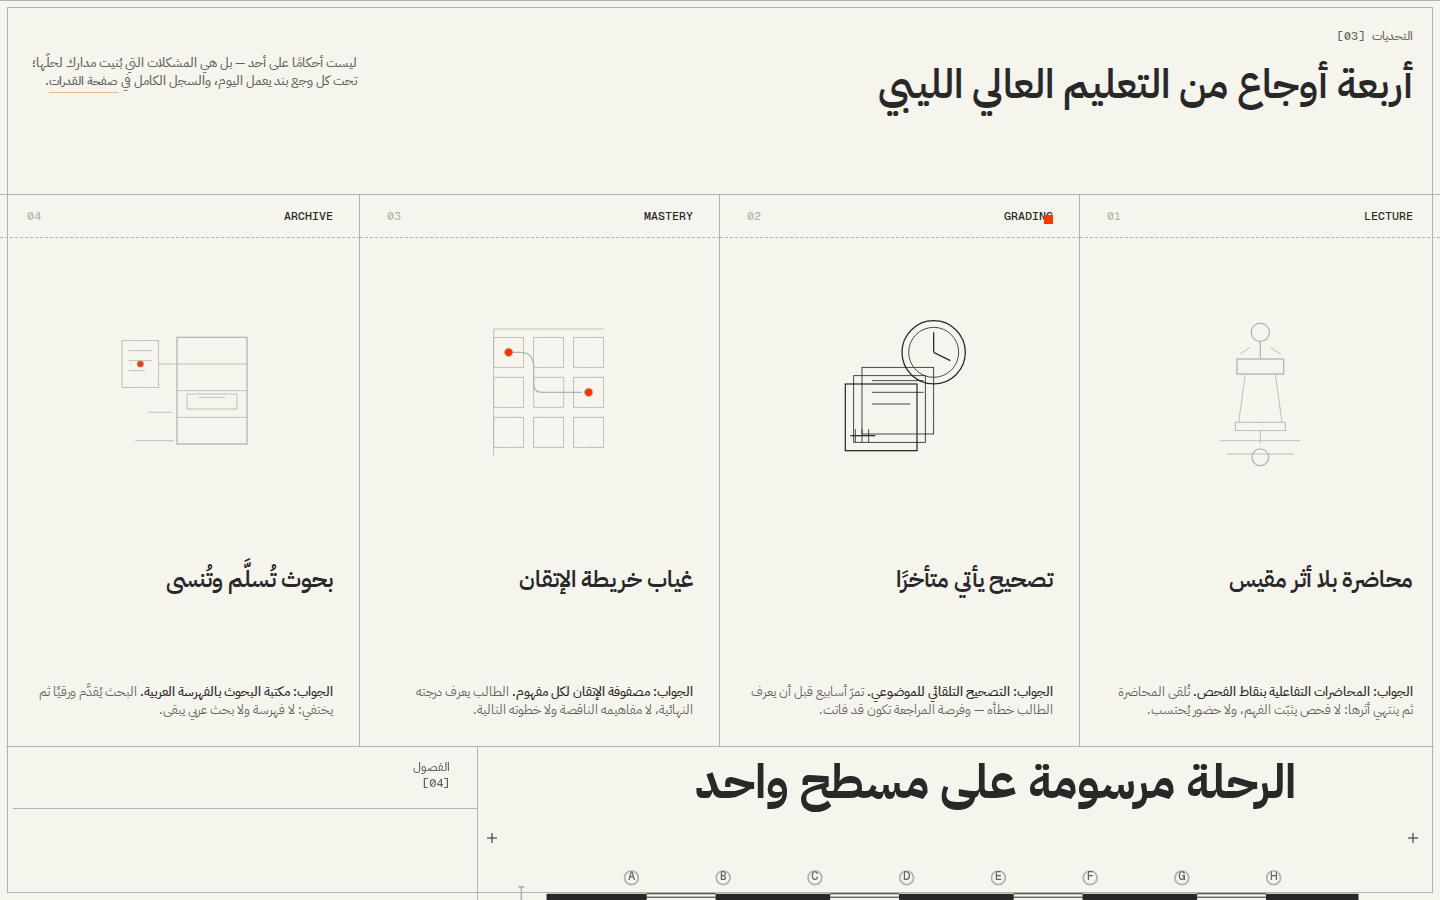 التحديات [03]
أربعة أوجاع من التعليم العالي الليبي
ليست أحكامًا على أحد — بل هي المشكلات التي بُنيت مدارك لحلّها؛
تحت كل وجع بند يعمل اليوم، والسجل الكامل في صفحة القدرات.
LECTURE 01
محاضرة بلا أثر مقيس
الجواب: المحاضرات التفاعلية بنقاط الفحص. تُلقى المحاضرة
ثم ينتهي أثرها: لا فحص يثبّت الفهم، ولا حضور يُحتسب.
GRADING 02
تصحيح يأتي متأخرًا
الجواب: التصحيح التلقائي للموضوعي. تمرّ أسابيع قبل أن يعرف
الطالب خطأه — وفرصة المراجعة تكون قد فاتت.
MASTERY 03
غياب خريطة الإتقان
الجواب: مصفوفة الإتقان لكل مفهوم. الطالب يعرف درجته
النهائية، لا مفاهيمه الناقصة ولا خطوته التالية.
ARCHIVE 04
بحوث تُسلَّم وتُنسى
الجواب: مكتبة البحوث بالفهرسة العربية. البحث يُقدَّم ورقيًا ثم
يختفي: لا فهرسة ولا بحث عربي يبقى.
الرحلة مرسومة على مسطح واحد
الفصول
[04]
A B C D E F G H